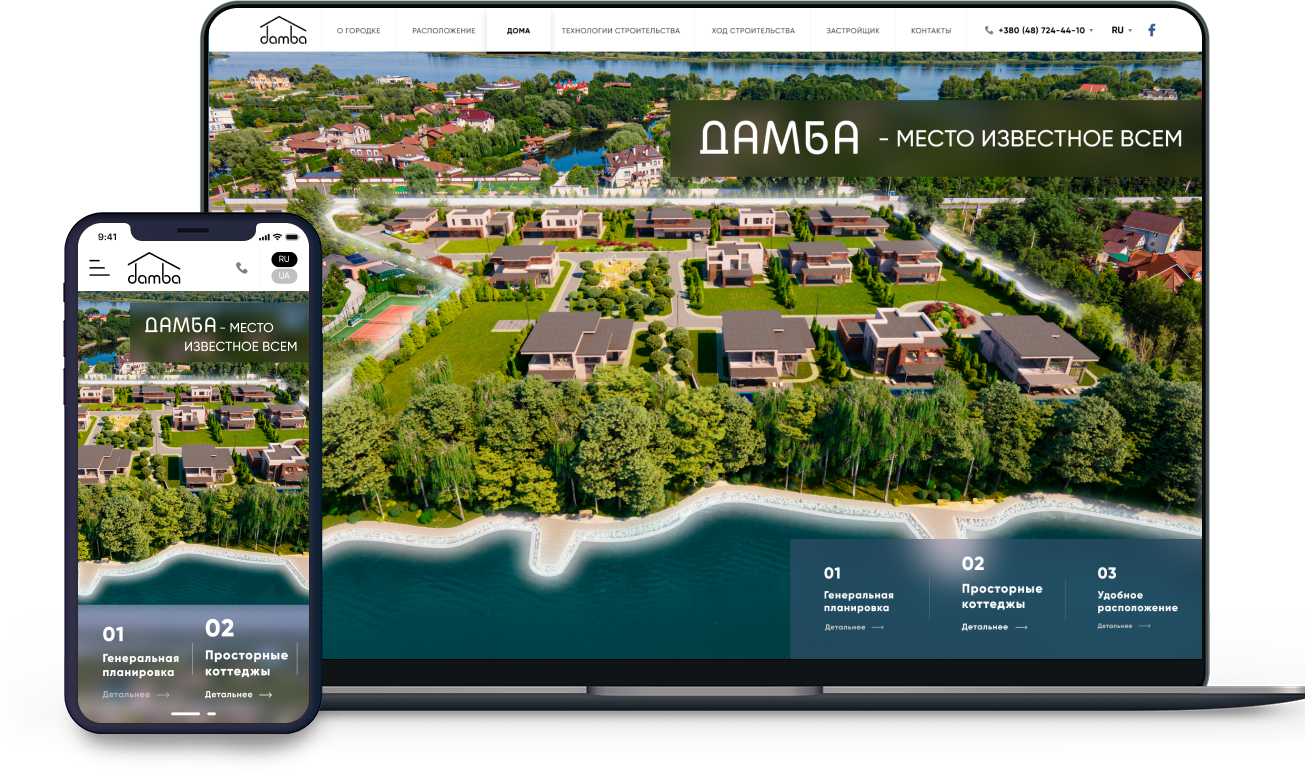 damba
О ГОРОДКЕ
РАСПОЛОЖЕНИЕ
ДОМА
ТЕХНОЛОГИИ СТРОИТЕЛЬСТВА
ХОД СТРОИТЕЛЬСТВА
ЗАСТРОЙЩИК
КОНТАКТЫ
+380 (48) 724-44-10
RU
f
ДАМБА - МЕСТО ИЗВЕСТНОЕ ВСЕМ
01
Генеральная
планировка
Детальнее
02
Просторные
коттеджы
Детальнее
03
Удобное
расположение
Детальнее
9:41
damba
RU
UA
ДАМБА - МЕСТО
ИЗВЕСТНОЕ ВСЕМ
01
Генеральная
планировка
Детальнее
02
Просторные
коттеджы
Детальнее